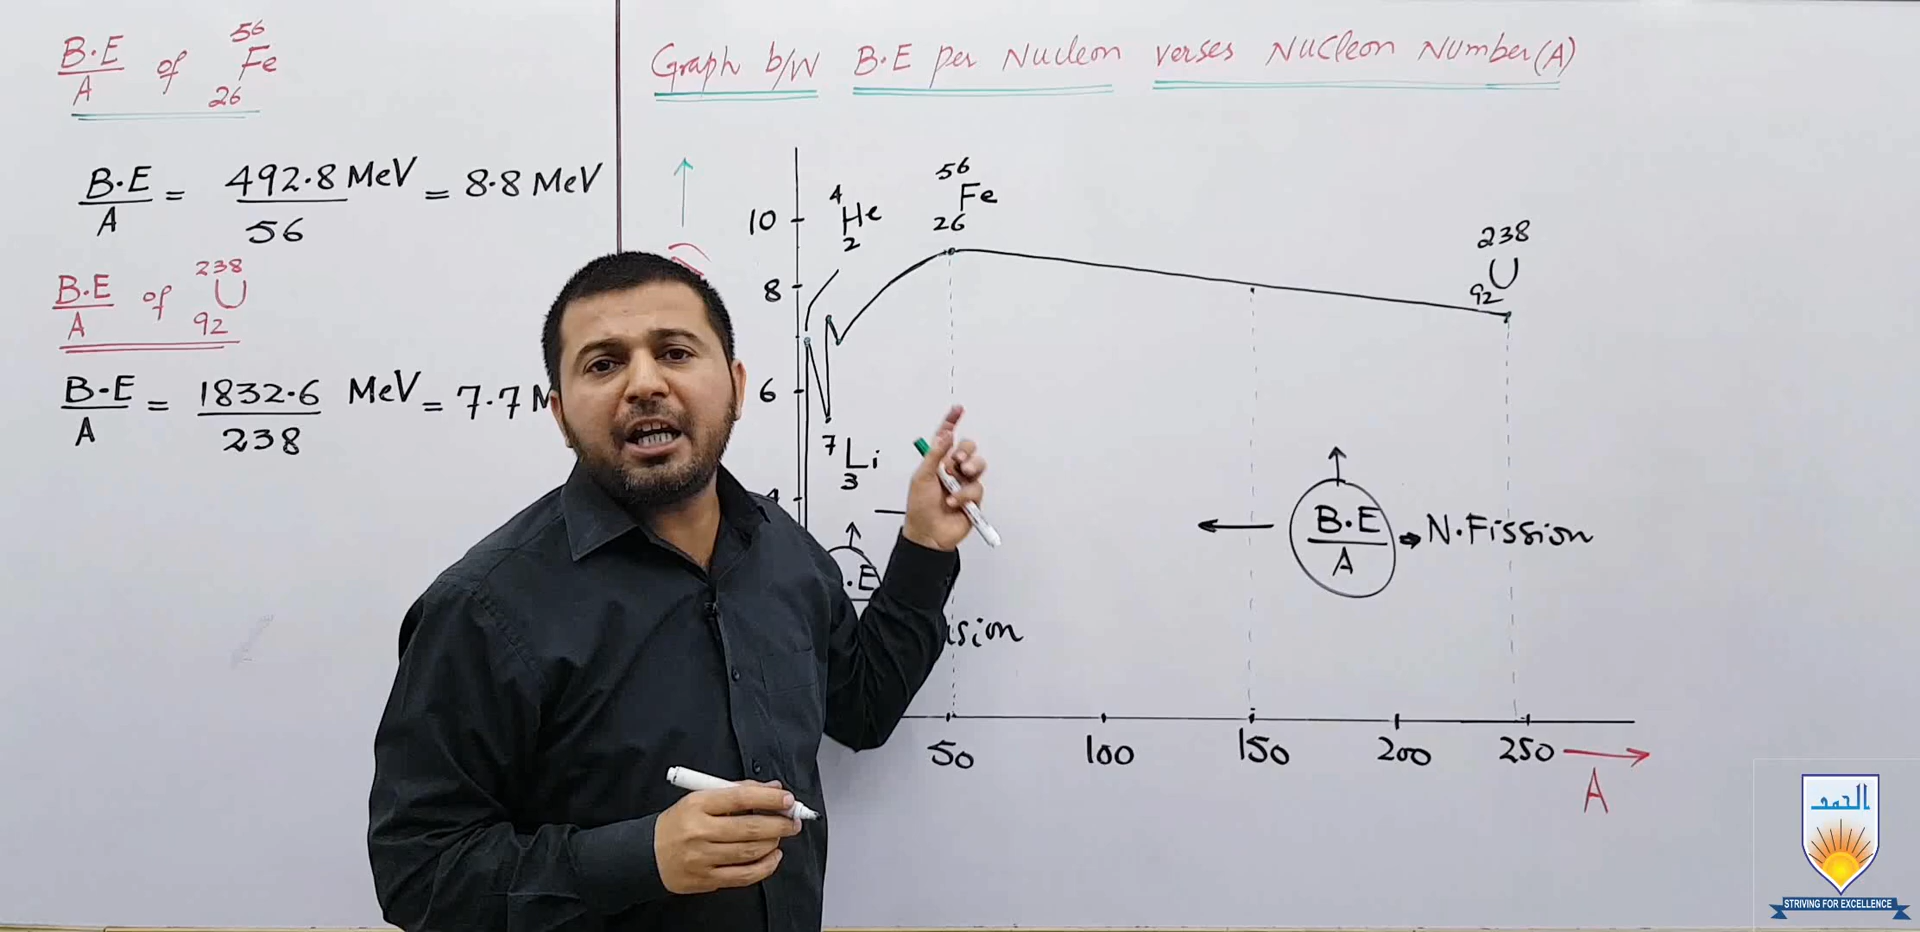 B.E/A of 56 26 Fe
B.E/A = 492.8 MeV/56 = 8.8 MeV
B.E/A of 238 92 U
B.E/A = 1832.6 MeV/238 = 7.7 M
Graph b/w B.E per Nucleon verses Nucleon Number (A)
10
8
6
4
4 2 He
56 26 Fe
238 92 U
7 3 Li
.E
B.E/A → N.Fission
50 100 150 200 250
A
الحمد
STRIVING FOR EXCELLENCE